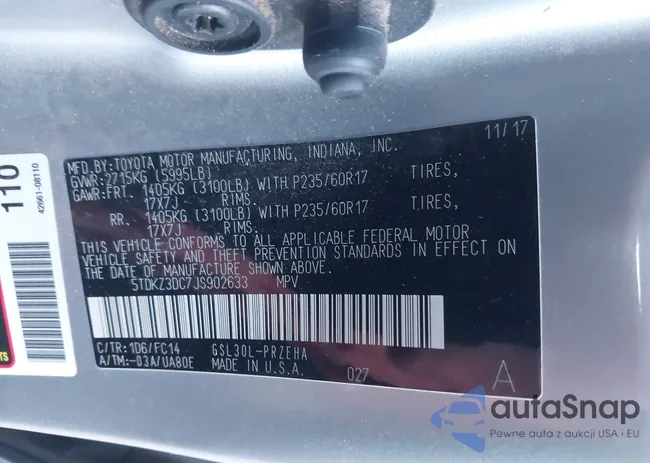 110
42661-08110
TS
11/17
MFD.BY:TOYOTA MOTOR MANUFACTURING, INDIANA, INC.
GVWR:2715KG (5995LB)
GAWR:FRT. 1405KG (3100LB) WITH P235/60R17 TIRES,
17X7J RIMS.
RR. 1405KG (3100LB) WITH P235/60R17 TIRES,
17X7J RIMS.
THIS VEHICLE CONFORMS TO ALL APPLICABLE FEDERAL MOTOR
VEHICLE SAFETY AND THEFT PREVENTION STANDARDS IN EFFECT ON
THE DATE OF MANUFACTURE SHOWN ABOVE.
5TDKZ3DC7JS902633 MPV
C/TR:1D6/FC14 GSL30L-PRZEHA
A/TM:-03A/UA80E MADE IN U.S.A. 027 A
autaSnap
Pewne auta z aukcji USA i EU